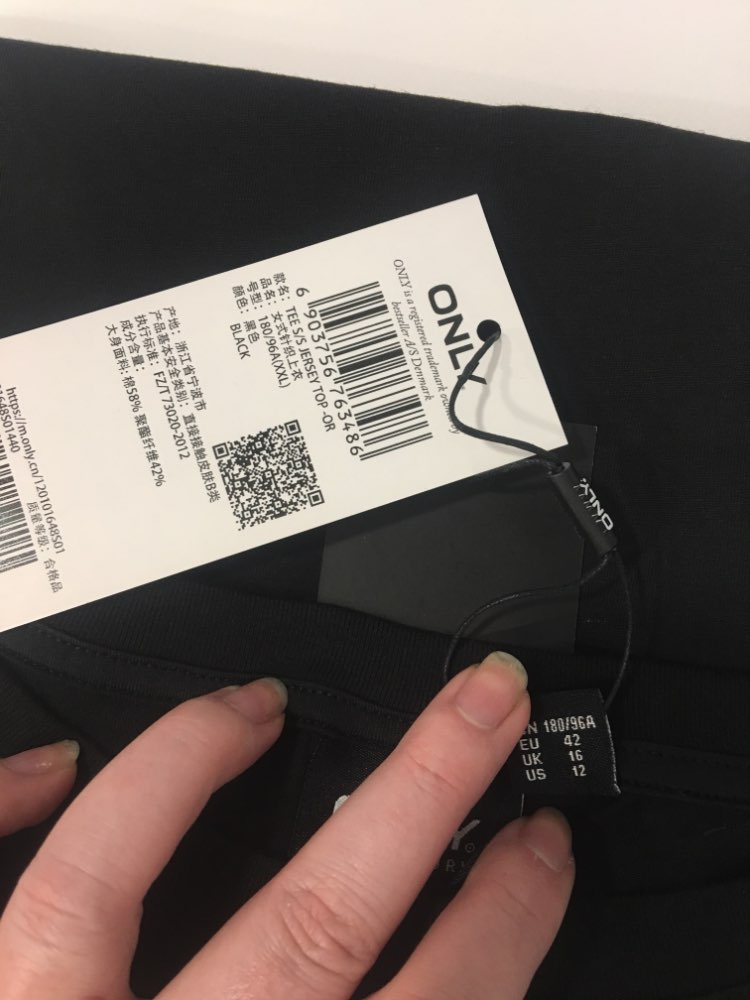 ONLY
ONLY is a registered trademark owned by
bestseller A/S Denmark
6 903756 763486
款名: TEE S/S JERSEY TOP -OR
品名: 女式针织上衣
号型: 180/96A(XXL)
颜色: 黑色
BLACK
产地: 浙江省宁波市
产品基本安全类别: 直接接触皮肤B类
执行标准: FZ/T 73020-2012
成分含量:
大身面料: 棉58% 聚酯纤维42%
https://m.only.cn/120101648S01
质量等级: 合格品
ONLY
180/96A
EU 42
UK 16
US 12